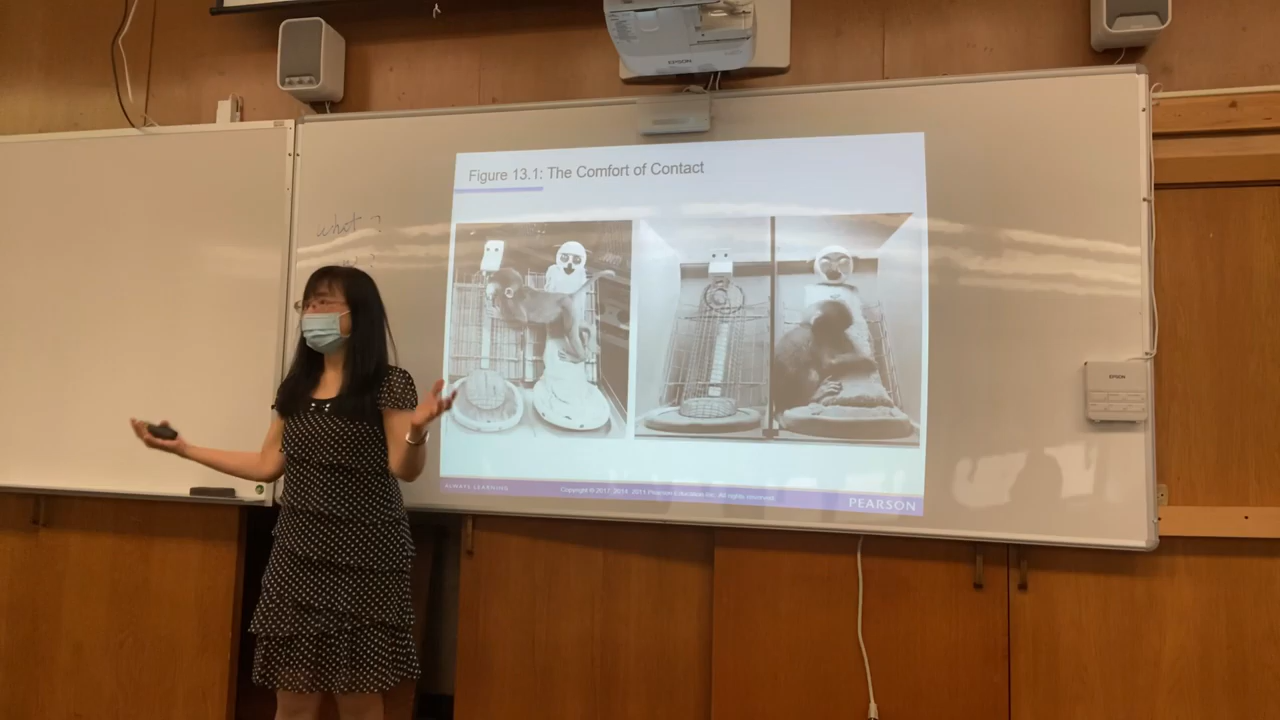 EPSON
Figure 13.1: The Comfort of Contact
what ?
EPSON
ALWAYS LEARNING
Copyright © 2017, 2014, 2011 Pearson Education, Inc. All rights reserved.
PEARSON